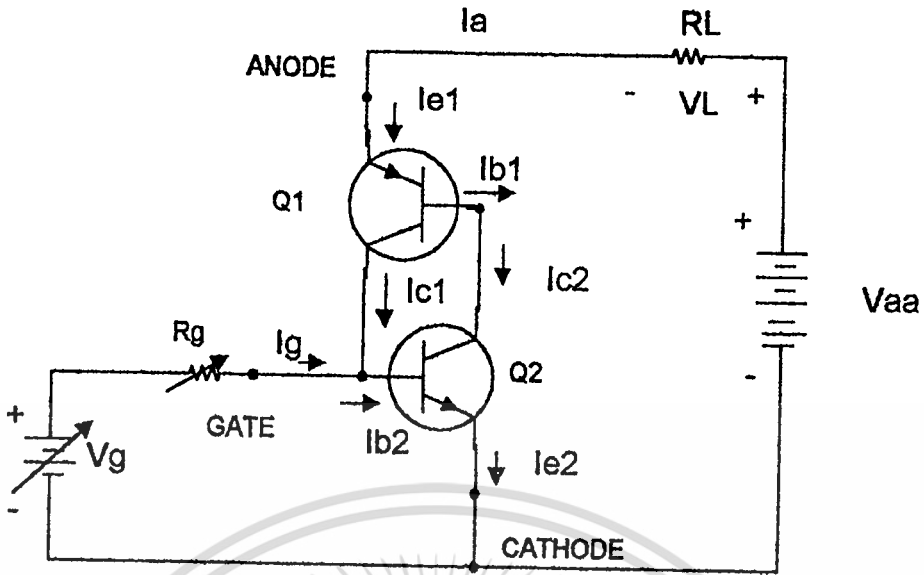 Ia
RL
ANODE
- VL +
Ie1
Ib1
Q1
+
Ic1
Ic2
Vaa
Rg
Ig
Q2
-
GATE
Ib2
+
Vg
Ie2
-
CATHODE